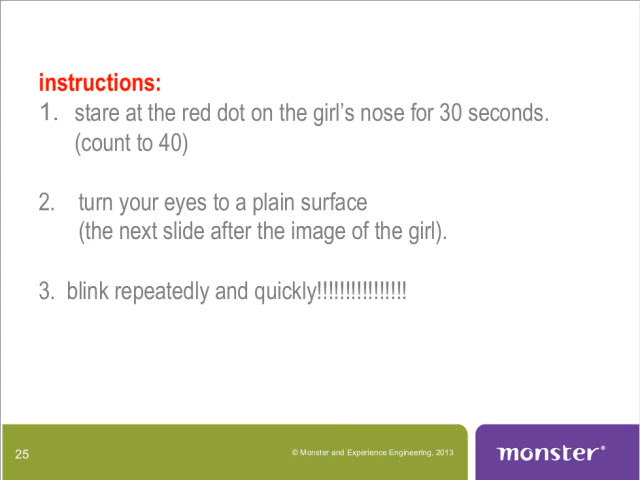 instructions:
1. stare at the red dot on the girl's nose for 30 seconds.
(count to 40)
2. turn your eyes to a plain surface
(the next slide after the image of the girl).
3. blink repeatedly and quickly!!!!!!!!!!!!!!!!
25
© Monster and Experience Engineering, 2013
monster®